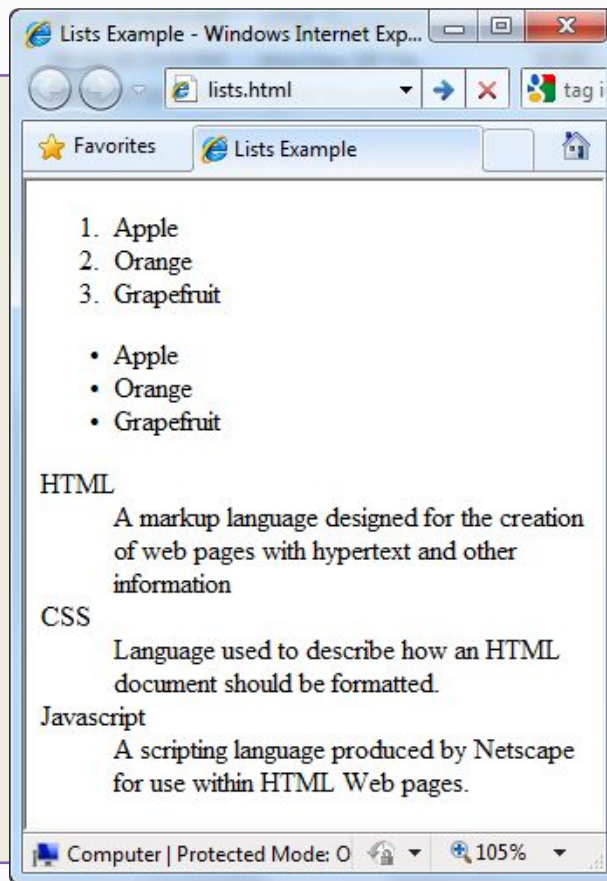 Lists Example - Windows Internet Exp...
lists.html
tag i
Favorites
Lists Example
1. Apple
2. Orange
3. Grapefruit
• Apple
• Orange
• Grapefruit
HTML
A markup language designed for the creation
of web pages with hypertext and other
information
CSS
Language used to describe how an HTML
document should be formatted.
Javascript
A scripting language produced by Netscape
for use within HTML Web pages.
Computer | Protected Mode: O
105%